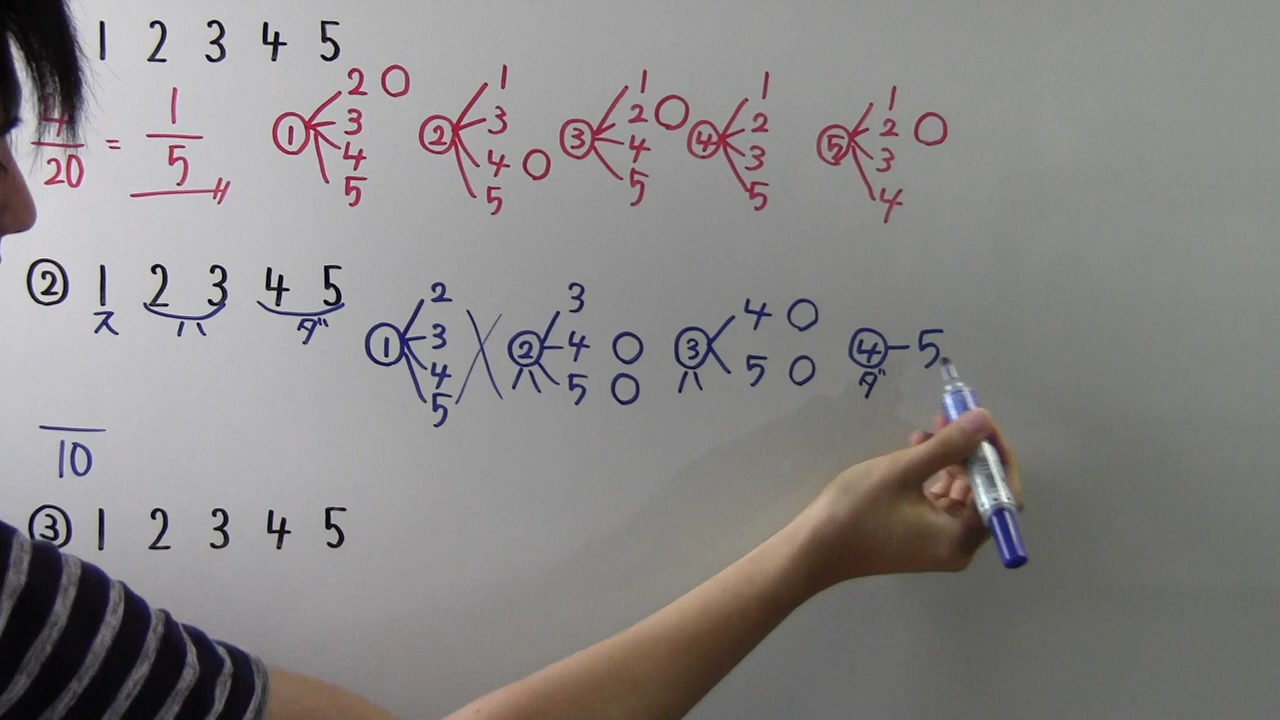 1 2 3 4 5
4/20 = 1/5
① 2 ○ 3 4 5
② 1 3 4 ○ 5
③ 1 2 ○ 4 5
④ 1 2 3 5
⑤ 1 2 ○ 3 4
② 1 2 3 4 5
ス ハ ダ
① 2 3 4 5 ×
② 3 4 ○ 5 ○
ハ
③ 4 ○ 5 ○
ハ
④ - 5
ダ
10
③ 1 2 3 4 5